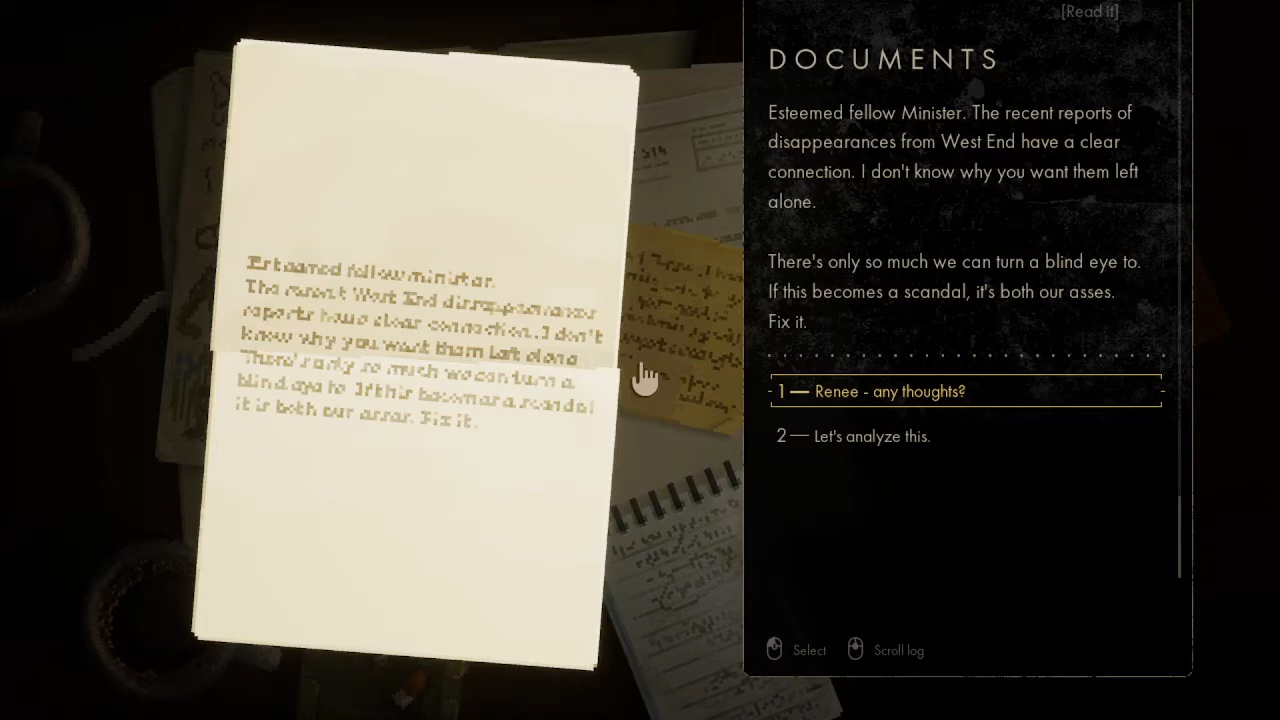 [Read it]
DOCUMENTS
Esteemed fellow Minister. The recent reports of
disappearances from West End have a clear
connection. I don't know why you want them left
alone.
There's only so much we can turn a blind eye to.
If this becomes a scandal, it's both our asses.
Fix it.
1 — Renee - any thoughts?
2 — Let's analyze this.
Select
Scroll log
Esteemed fellow minister.
The recent West End disappearances
reports have clear connection. I don't
know why you want them left alone
There's only so much we can turn a
blind eye to If this becomes a scandal
it is both our asses. Fix it.
514